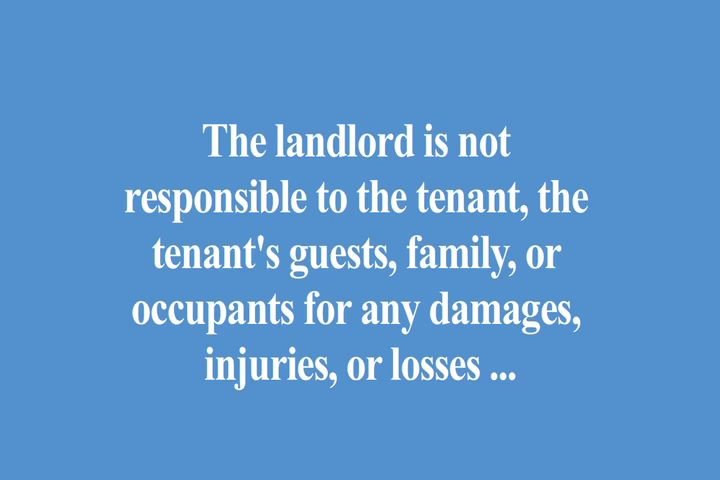 The landlord is not
responsible to the tenant, the
tenant's guests, family, or
occupants for any damages,
injuries, or losses ...